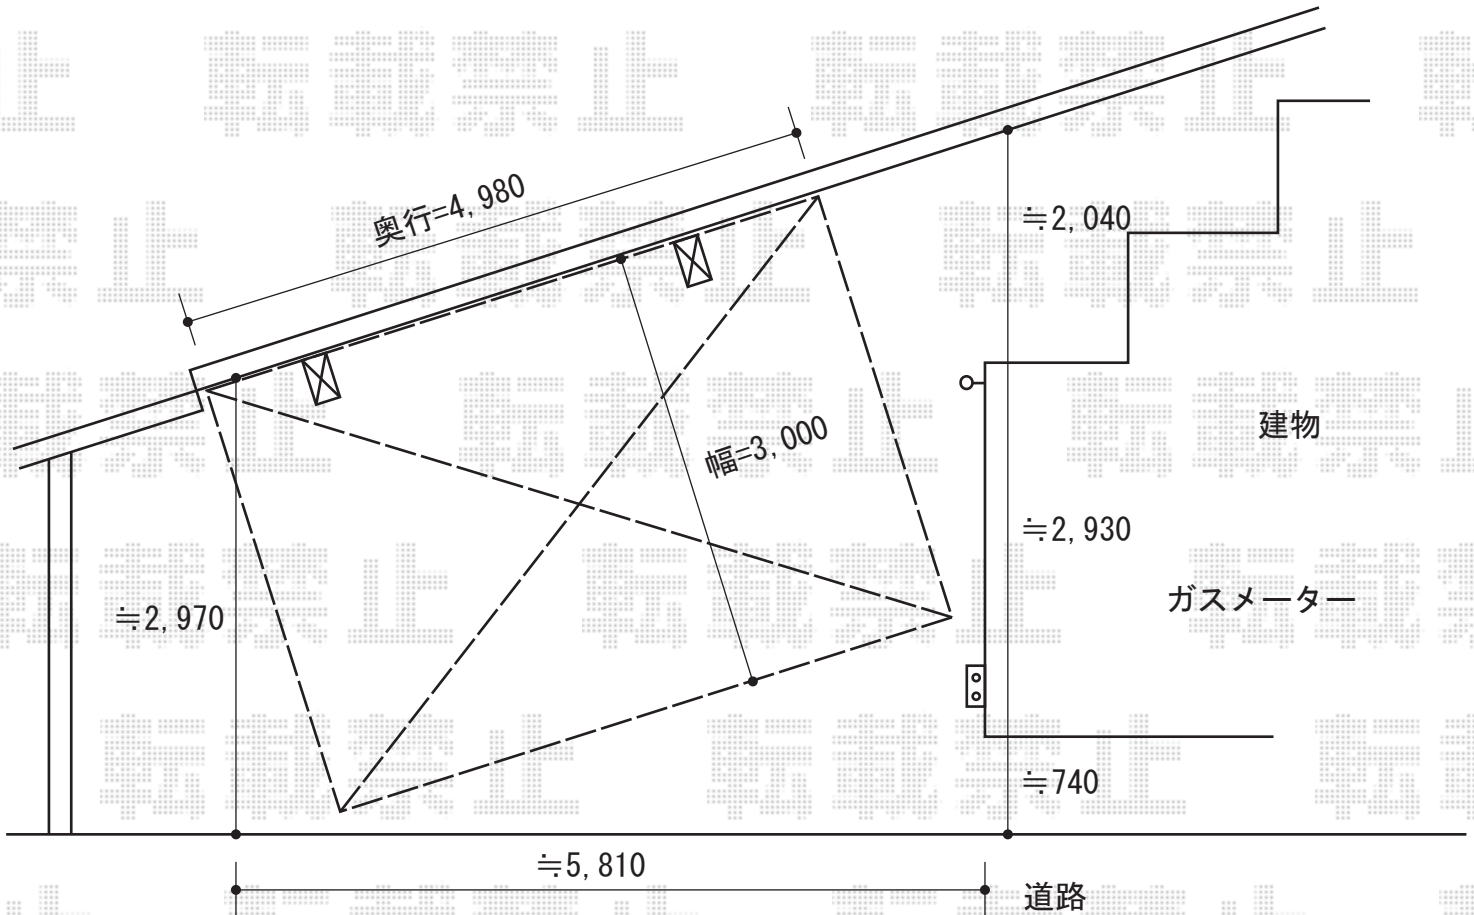 転載禁止
奥行=4,980
≒2,040
幅=3,000
建物
≒2,930
ガスメーター
≒2,970
≒740
≒5,810
道路